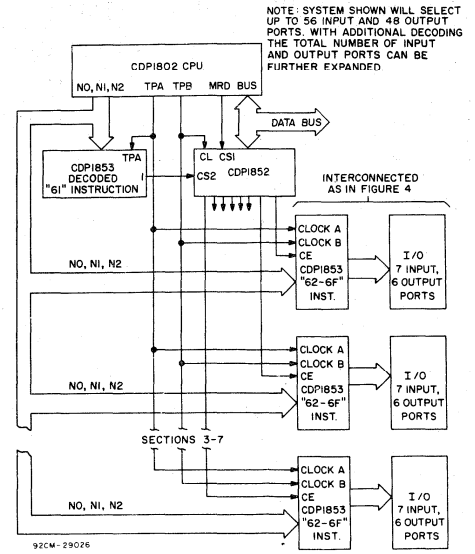 NOTE: SYSTEM SHOWN WILL SELECT
UP TO 56 INPUT AND 48 OUTPUT
PORTS. WITH ADDITIONAL DECODING
THE TOTAL NUMBER OF INPUT
AND OUTPUT PORTS CAN BE
FURTHER EXPANDED
CDP1802 CPU
NO, N1, N2 TPA TPB MRD BUS
DATA BUS
TPA
CDP1853
DECODED
"61" INSTRUCTION
1
CL CS1
CS2 CDP1852
INTERCONNECTED
AS IN FIGURE 4
CLOCK A
CLOCK B
CE
CDP1853
"62-6F"
INST.
I/O
7 INPUT,
6 OUTPUT
PORTS
NO, N1, N2
CLOCK A
CLOCK B
CE
CDP1853
"62-6F"
INST.
I/O
7 INPUT,
6 OUTPUT
PORTS
NO, N1, N2
SECTIONS 3-7
CLOCK A
CLOCK B
CE
CDP1853
"62-6F"
INST.
I/O
7 INPUT,
6 OUTPUT
PORTS
NO, N1, N2
92CM-29026